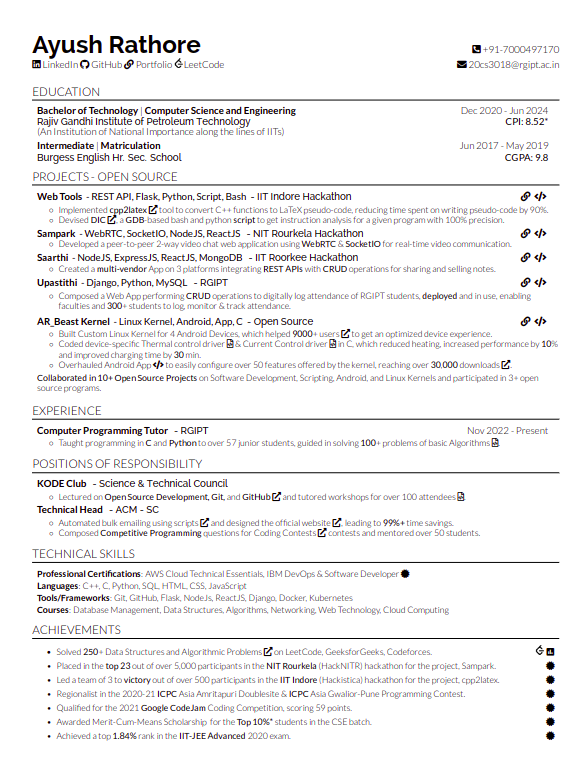 Ayush Rathore
+91-7000497170
LinkedIn GitHub Portfolio LeetCode
20cs3018@rgipt.ac.in
EDUCATION
Bachelor of Technology | Computer Science and Engineering
Dec 2020 - Jun 2024
Rajiv Gandhi Institute of Petroleum Technology
CPI: 8.52*
(An Institution of National Importance along the lines of IITs)
Intermediate | Matriculation
Jun 2017 - May 2019
Burgess English Hr. Sec. School
CGPA: 9.8
PROJECTS - OPEN SOURCE
Web Tools - REST API, Flask, Python, Script, Bash - IIT Indore Hackathon
Implemented cpp2latex tool to convert C++ functions to LaTeX pseudo-code, reducing time spent on writing pseudo-code by 90%.
Devised DIC, a GDB-based bash and python script to get instruction analysis for a given program with 100% precision.
Sampark - WebRTC, SocketIO, NodeJS, ReactJS - NIT Rourkela Hackathon
Developed a peer-to-peer 2-way video chat web application using WebRTC & SocketIO for real-time video communication.
Saarthi - NodeJS, ExpressJS, ReactJS, MongoDB - IIT Roorkee Hackathon
Created a multi-vendor App on 3 platforms integrating REST APIs with CRUD operations for sharing and selling notes.
Upastithi - Django, Python, MySQL - RGIPT
Composed a Web App performing CRUD operations to digitally log attendance of RGIPT students, deployed and in use, enabling
faculties and 300+ students to log, monitor & track attendance.
AR_Beast Kernel - Linux Kernel, Android, App, C - Open Source
Built Custom Linux Kernel for 4 Android Devices, which helped 9000+ users to get an optimized device experience.
Coded device-specific Thermal control driver & Current Control driver in C, which reduced heating, increased performance by 10%
and improved charging time by 30 min.
Overhauled Android App to easily configure over 50 features offered by the kernel, reaching over 30,000 downloads.
Collaborated in 10+ Open Source Projects on Software Development, Scripting, Android, and Linux Kernels and participated in 3+ open
source programs.
EXPERIENCE
Computer Programming Tutor - RGIPT
Nov 2022 - Present
Taught programming in C and Python to over 57 junior students, guided in solving 100+ problems of basic Algorithms.
POSITIONS OF RESPONSIBILITY
KODE Club - Science & Technical Council
Lectured on Open Source Development, Git, and GitHub and tutored workshops for over 100 attendees
Technical Head - ACM - SC
Automated bulk emailing using scripts and designed the official website, leading to 99%+ time savings.
Composed Competitive Programming questions for Coding Contests contests and mentored over 50 students.
TECHNICAL SKILLS
Professional Certifications: AWS Cloud Technical Essentials, IBM DevOps & Software Developer
Languages: C++, C, Python, SQL, HTML, CSS, JavaScript
Tools/Frameworks: Git, GitHub, Flask, NodeJs, ReactJS, Django, Docker, Kubernetes
Courses: Database Management, Data Structures, Algorithms, Networking, Web Technology, Cloud Computing
ACHIEVEMENTS
Solved 250+ Data Structures and Algorithmic Problems on LeetCode, GeeksforGeeks, Codeforces.
Placed in the top 23 out of over 5,000 participants in the NIT Rourkela (HackNITR) hackathon for the project, Sampark.
Led a team of 3 to victory out of over 500 participants in the IIT Indore (Hackistica) hackathon for the project, cpp2latex.
Regionalist in the 2020-21 ICPC Asia Amritapuri Doublesite & ICPC Asia Gwalior-Pune Programming Contest.
Qualified for the 2021 Google CodeJam Coding Competition, scoring 59 points.
Awarded Merit-Cum-Means Scholarship for the Top 10%* students in the CSE batch.
Achieved a top 1.84% rank in the IIT-JEE Advanced 2020 exam.